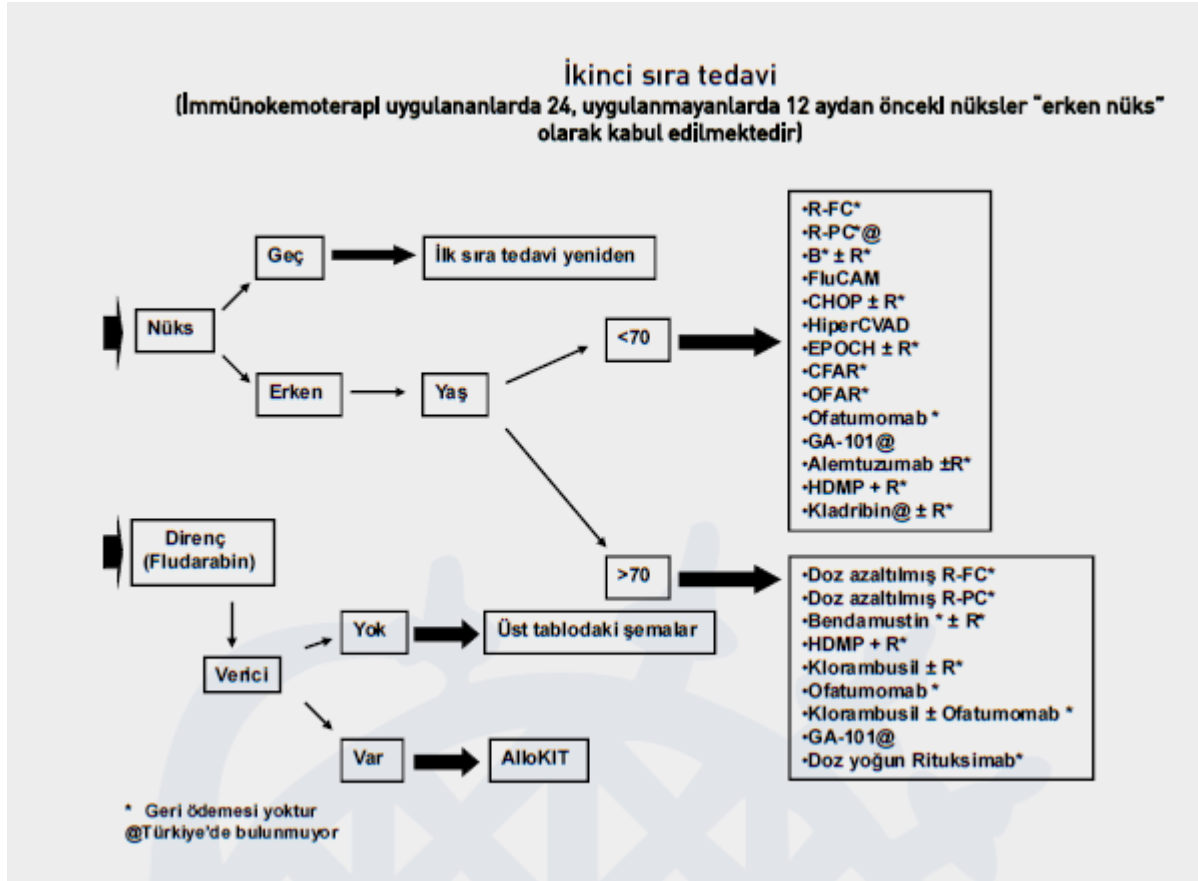 İkinci sıra tedavi
(İmmünokemoterapi uygulananlarda 24, uygulanmayanlarda 12 aydan önceki nüksler "erken nüks"
olarak kabul edilmektedir)
Nüks
Geç
İlk sıra tedavi yeniden
Erken
Yaş
<70
•R-FC*
•R-PC*@
•B* ± R*
•FluCAM
•CHOP ± R*
•HiperCVAD
•EPOCH ± R*
•CFAR*
•OFAR*
•Ofatumomab *
•GA-101@
•Alemtuzumab ±R*
•HDMP + R*
•Kladribin@ ± R*
>70
•Doz azaltılmış R-FC*
•Doz azaltılmış R-PC*
•Bendamustin * ± R*
•HDMP + R*
•Klorambusil ± R*
•Ofatumomab *
•Klorambusil ± Ofatumomab *
•GA-101@
•Doz yoğun Rituksimab*
Direnç
(Fludarabin)
Verici
Yok
Üst tablodaki şemalar
Var
AlloKIT
* Geri ödemesi yoktur
@Türkiye'de bulunmuyor